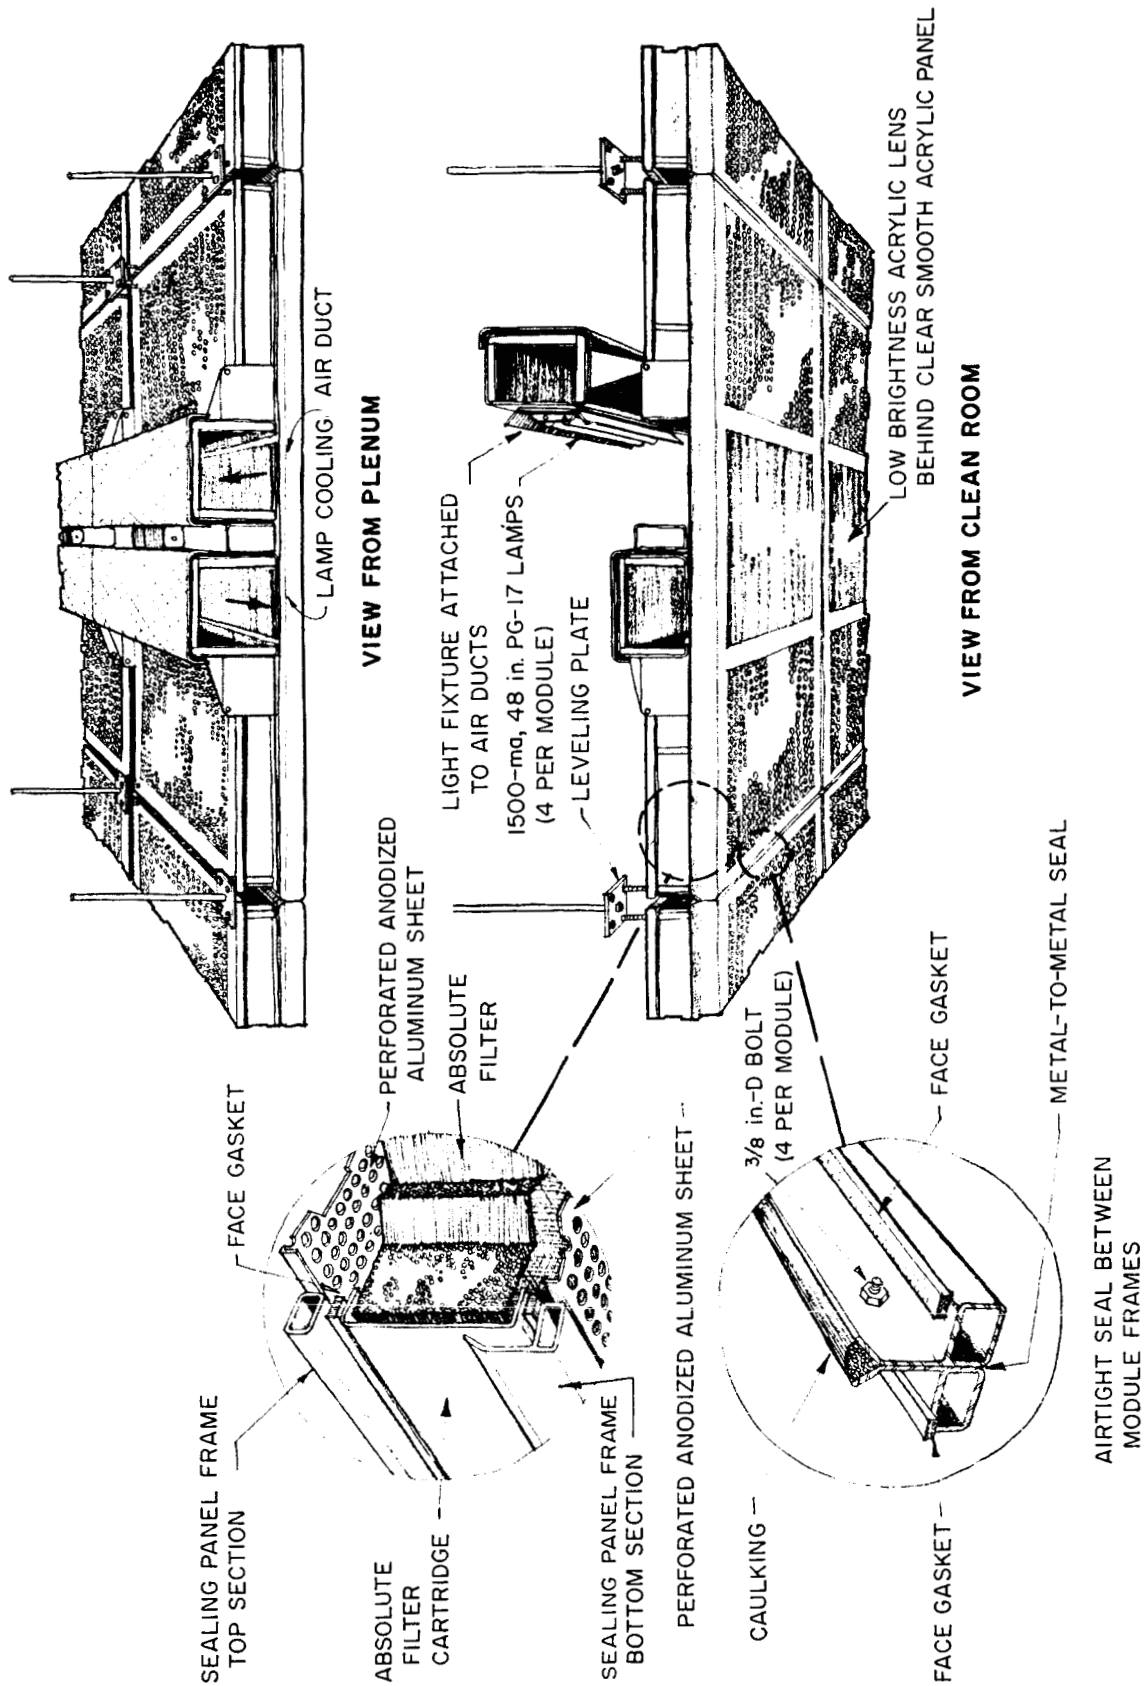 LAMP COOLING AIR DUCT
VIEW FROM PLENUM
SEALING PANEL FRAME
TOP SECTION
FACE GASKET
PERFORATED ANODIZED
ALUMINUM SHEET
ABSOLUTE
FILTER
ABSOLUTE
FILTER
CARTRIDGE
SEALING PANEL FRAME
BOTTOM SECTION
PERFORATED ANODIZED ALUMINUM SHEET
LIGHT FIXTURE ATTACHED
TO AIR DUCTS
1500-ma, 48 in. PG-17 LAMPS
(4 PER MODULE)
LEVELING PLATE
LOW BRIGHTNESS ACRYLIC LENS
BEHIND CLEAR SMOOTH ACRYLIC PANEL
VIEW FROM CLEAN ROOM
CAULKING
3/8 in.-D BOLT
(4 PER MODULE)
FACE GASKET
FACE GASKET
METAL-TO-METAL SEAL
AIRTIGHT SEAL BETWEEN
MODULE FRAMES